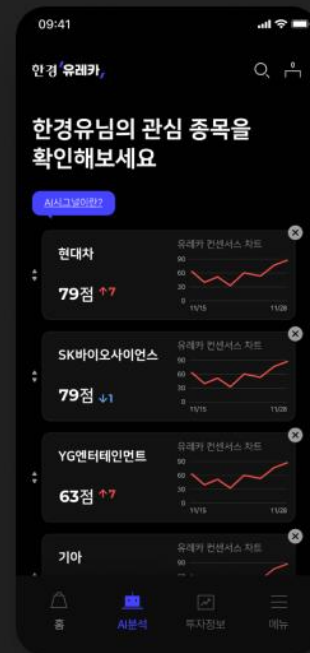 09:41
한경 유레카
한경유님의 관심 종목을
확인해보세요
AI시그널이란?
현대차
79점 ↑7
유레카 컨센서스 차트
90
60
30
0
11/15 11/28
SK바이오사이언스
79점 ↓1
유레카 컨센서스 차트
90
60
30
0
11/15 11/28
YG엔터테인먼트
63점 ↑7
유레카 컨센서스 차트
90
60
30
0
11/15 11/28
기아
유레카 컨센서스 차트
90
홈 AI분석 투자정보 메뉴